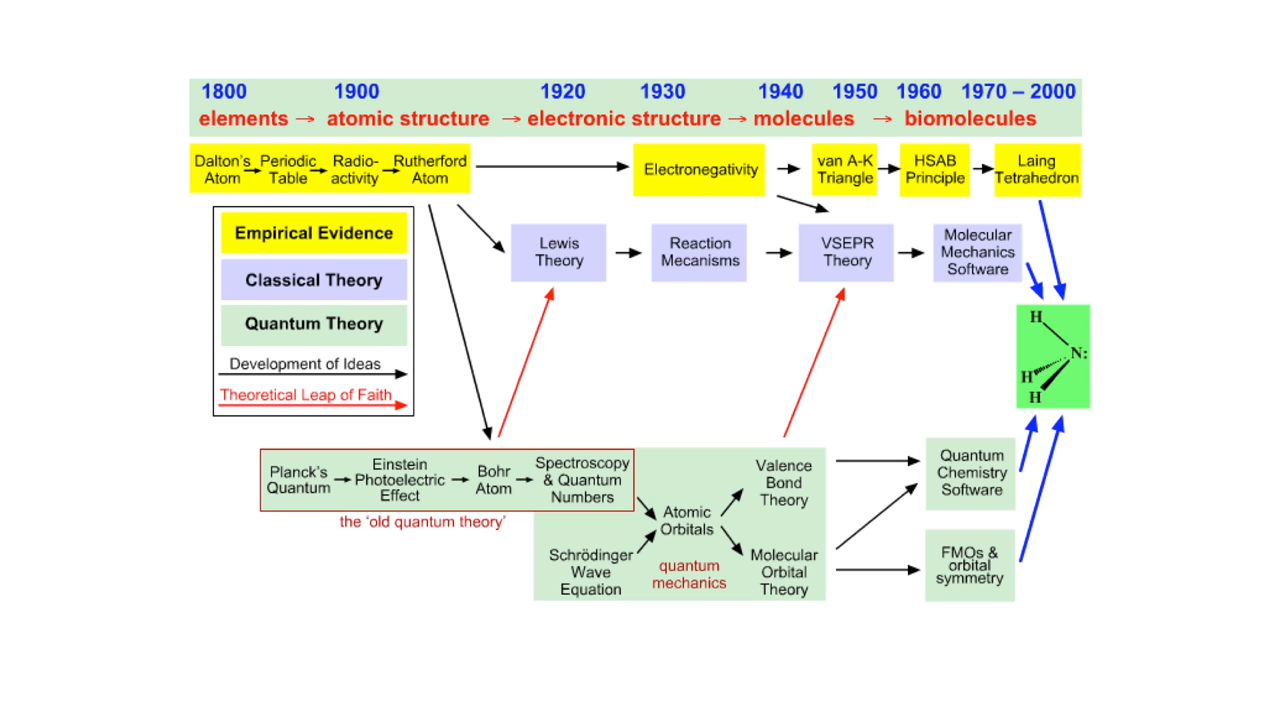 1800 1900 1920 1930 1940 1950 1960 1970 – 2000
elements → atomic structure → electronic structure → molecules → biomolecules
Dalton's
Atom
Periodic
Table
Radio-
activity
Rutherford
Atom
Electronegativity
van A-K
Triangle
HSAB
Principle
Laing
Tetrahedron
Empirical Evidence
Classical Theory
Quantum Theory
Development of Ideas
Theoretical Leap of Faith
Lewis
Theory
Reaction
Mecanisms
VSEPR
Theory
Molecular
Mechanics
Software
H
N:
H
H
Planck's
Quantum
Einstein
Photoelectric
Effect
Bohr
Atom
Spectroscopy
& Quantum
Numbers
the 'old quantum theory'
Atomic
Orbitals
Schrödinger
Wave
Equation
quantum
mechanics
Valence
Bond
Theory
Molecular
Orbital
Theory
Quantum
Chemistry
Software
FMOs &
orbital
symmetry